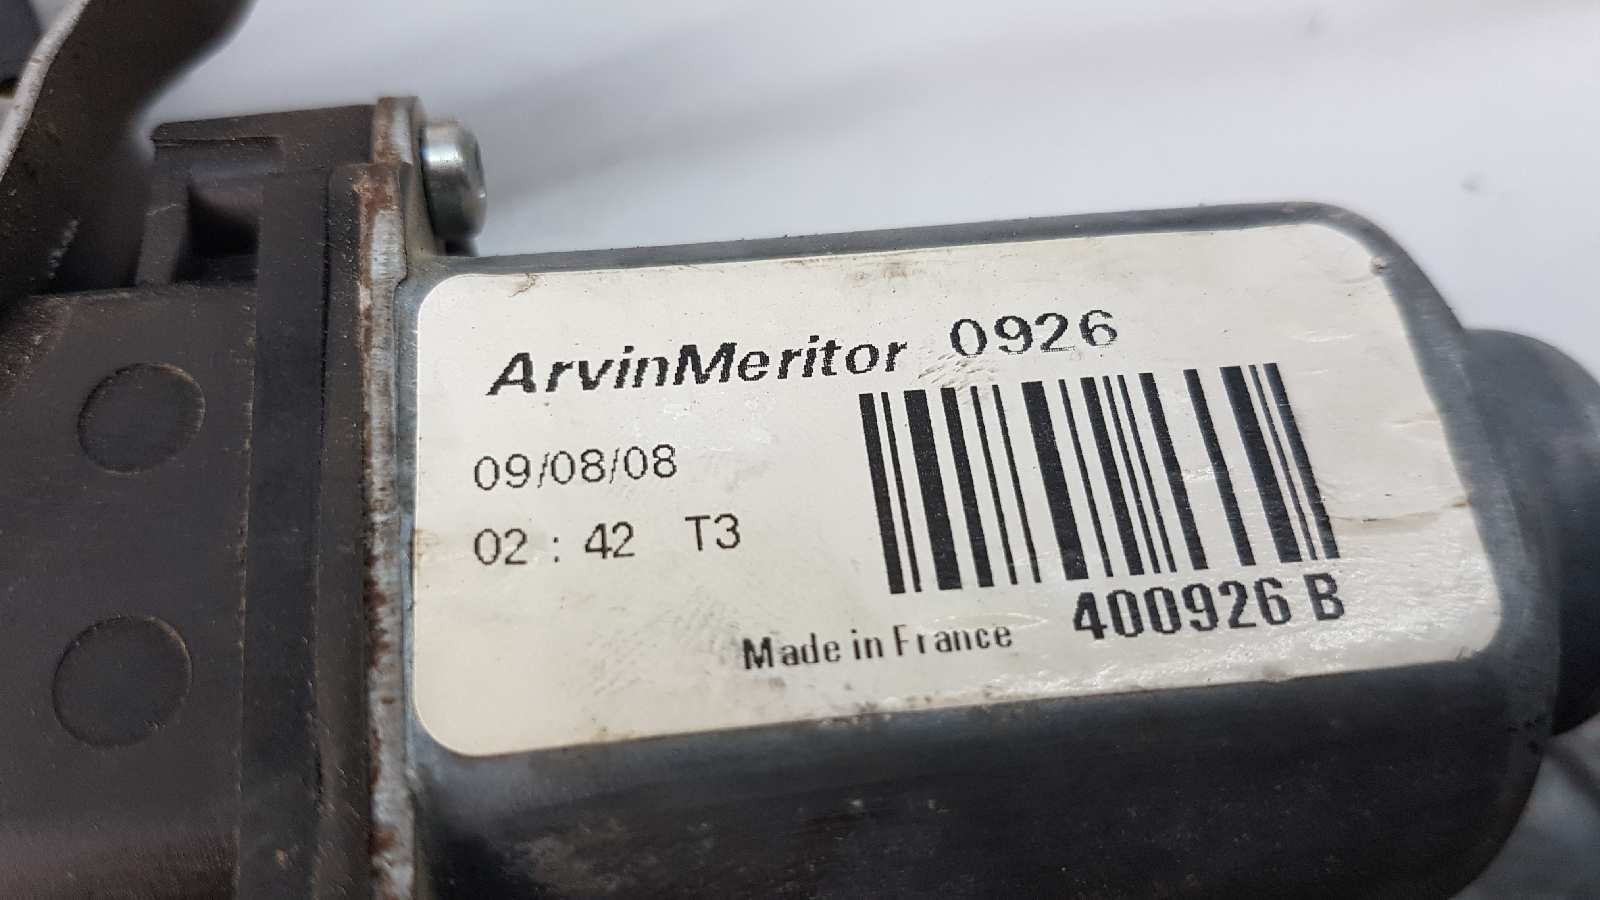 ArvinMeritor 0926
09/08/08
02 : 42 T3
400926 B
Made in France